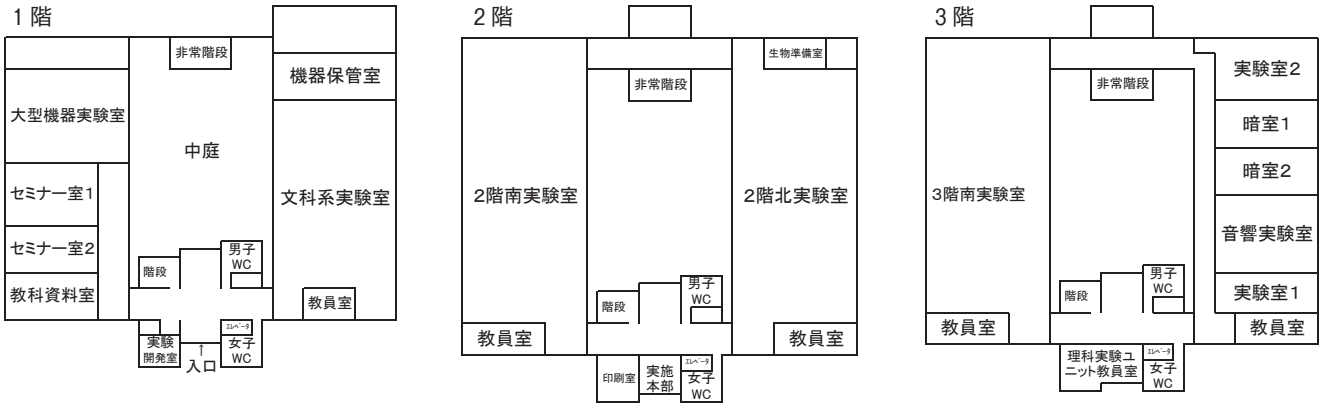 1階
非常階段
機器保管室
大型機器実験室
中庭
セミナー室1
文科系実験室
セミナー室2
男子
WC
階段
教科資料室
教員室
実験
開発室
↑
入口
エレベータ
女子
WC
2階
生物準備室
非常階段
2階南実験室
2階北実験室
男子
WC
階段
教員室
教員室
印刷室
実施
本部
エレベータ
女子
WC
3階
実験室2
非常階段
暗室1
暗室2
3階南実験室
音響実験室
男子
WC
階段
実験室1
教員室
教員室
理科実験ユ
ニット教員室
エレベータ
女子
WC